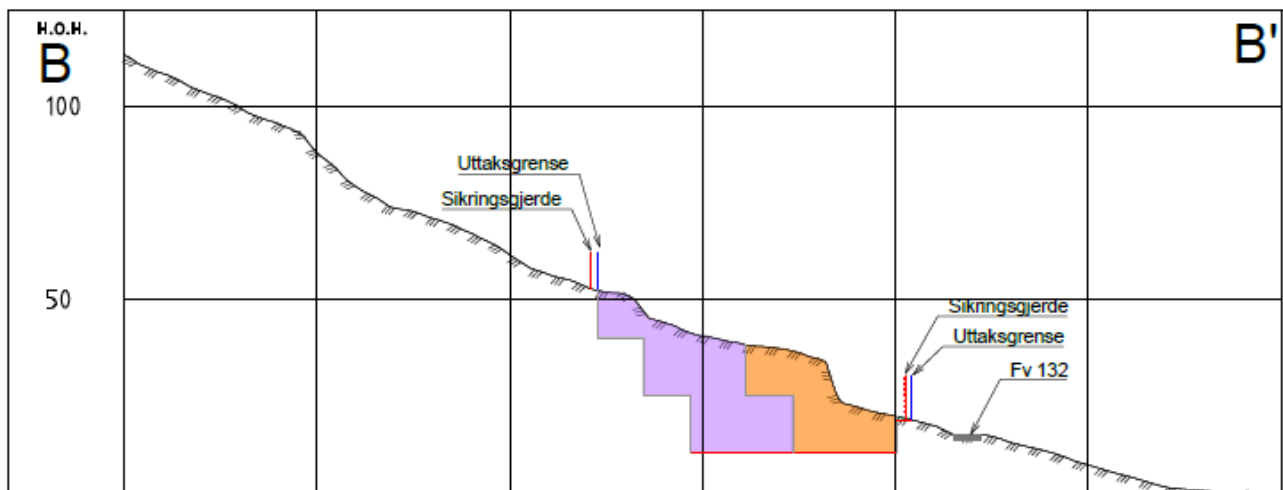 H.O.H.
B
B'
100
Uttaksgrense
Sikringsgjerde
50
Sikringsgjerde
Uttaksgrense
Fv 132